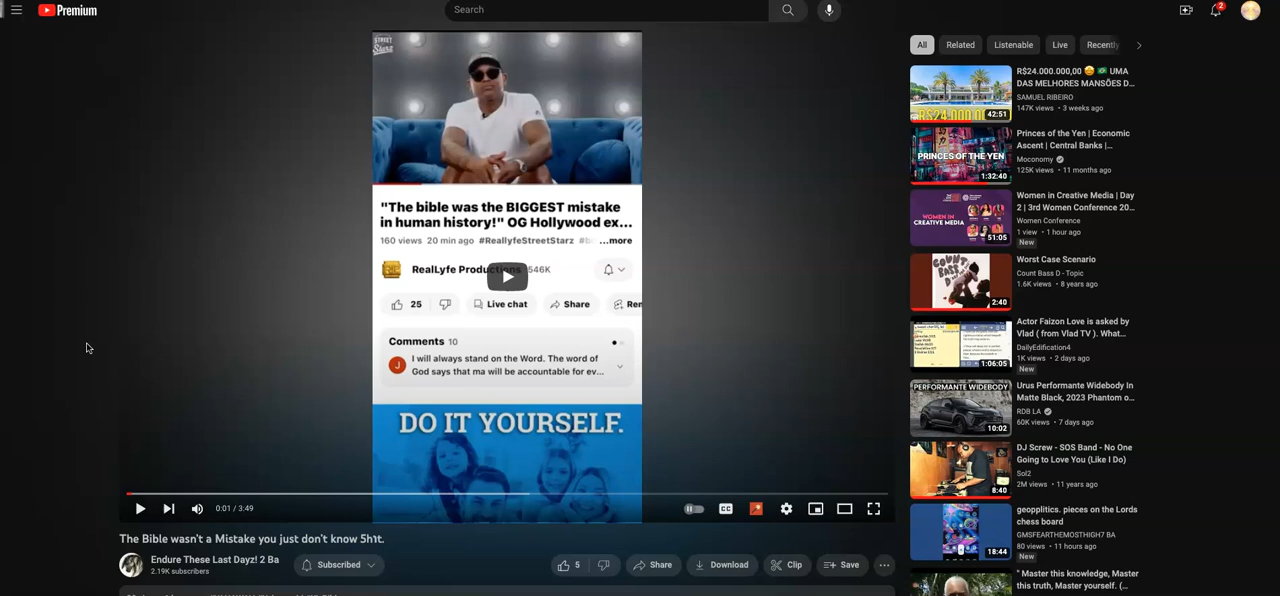 Premium
Search
2
STREET
Starz
"The bible was the BIGGEST mistake
in human history!" OG Hollywood ex...
160 views 20 min ago #ReallyfeStreetStarz ...more
RealLyfe Productions 546K
25
Live chat
Share
Comments 10
J
I will always stand on the Word. The word of
God says that ma will be accountable for ev...
DO IT YOURSELF.
0:01 / 3:49
CC
The Bible wasn't a Mistake you just don't know 5h1t.
Endure These Last Dayz! 2 Ba
2.19K subscribers
Subscribed
5
Share
Download
Clip
Save
All
Related
Listenable
Live
Recently
R$24.000.000,00 🤩 🇧🇷 UMA
DAS MELHORES MANSÕES D...
SAMUEL RIBEIRO
147K views • 3 weeks ago
42:51
Princes of the Yen | Economic
Ascent | Central Banks |...
Moconomy
125K views • 11 months ago
PRINCES OF THE YEN
1:32:40
Women in Creative Media | Day
2 | 3rd Women Conference 20...
Women Conference
1 view • 1 hour ago
New
WOMEN IN
CREATIVE MEDIA
51:05
Worst Case Scenario
Count Bass D - Topic
1.6K views • 8 years ago
COUNT
BASS D
2:40
Actor Faizon Love is asked by
Vlad ( from Vlad TV ). What...
DailyEdification4
1K views • 2 days ago
New
1:06:05
Urus Performante Widebody In
Matte Black, 2023 Phantom o...
RDB LA
60K views • 7 days ago
PERFORMANTE WIDEBODY
10:02
DJ Screw - SOS Band - No One
Going to Love You (Like I Do)
Sol2
2M views • 11 years ago
8:40
geopplitics. pieces on the Lords
chess board
GMSFEARTHEMOSTHIGH7 BA
80 views • 11 hours ago
New
18:44
" Master this knowledge, Master
this truth, Master yourself. (...